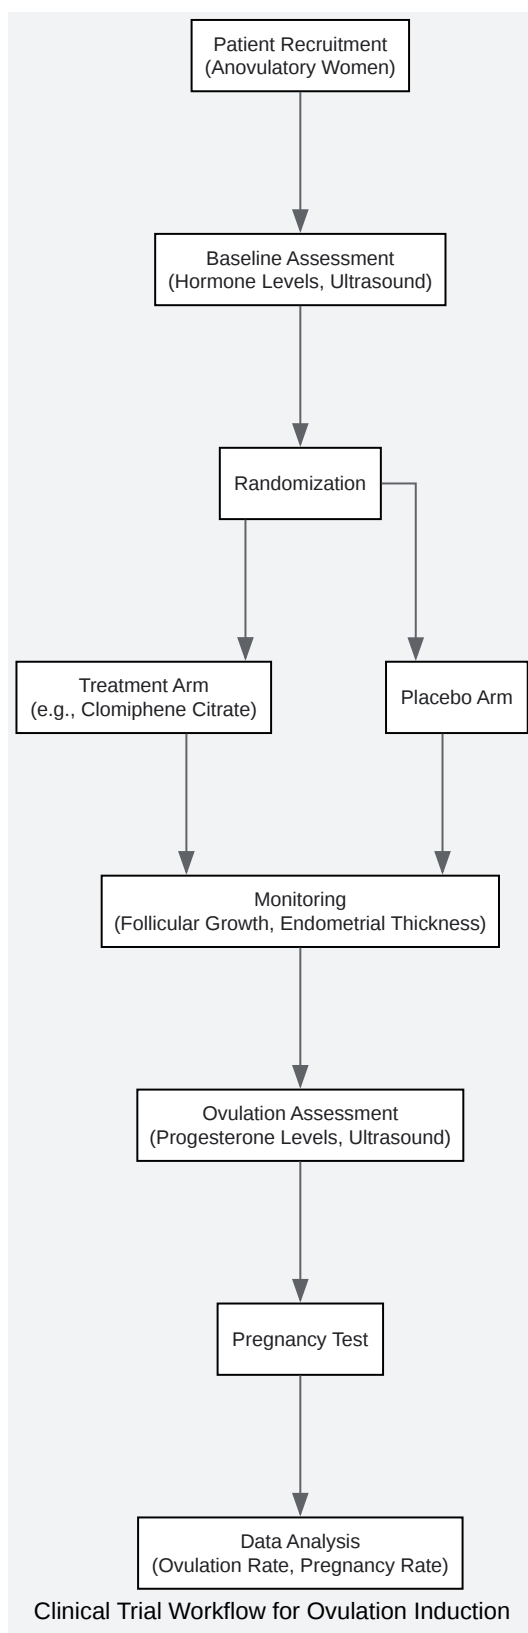 Patient Recruitment
(Anovulatory Women)
Baseline Assessment
(Hormone Levels, Ultrasound)
Randomization
Treatment Arm
(e.g., Clomiphene Citrate)
Placebo Arm
Monitoring
(Follicular Growth, Endometrial Thickness)
Ovulation Assessment
(Progesterone Levels, Ultrasound)
Pregnancy Test
Data Analysis
(Ovulation Rate, Pregnancy Rate)
Clinical Trial Workflow for Ovulation Induction